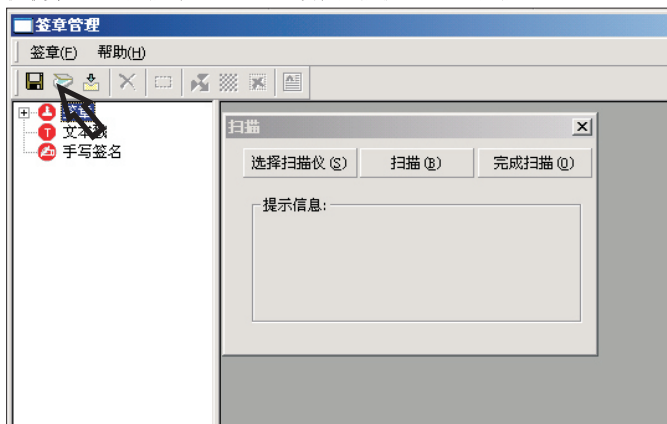 签章管理
签章(F) 帮助(H)
文本戳
手写签名
扫描
选择扫描仪(S) 扫描(B) 完成扫描(O)
提示信息: